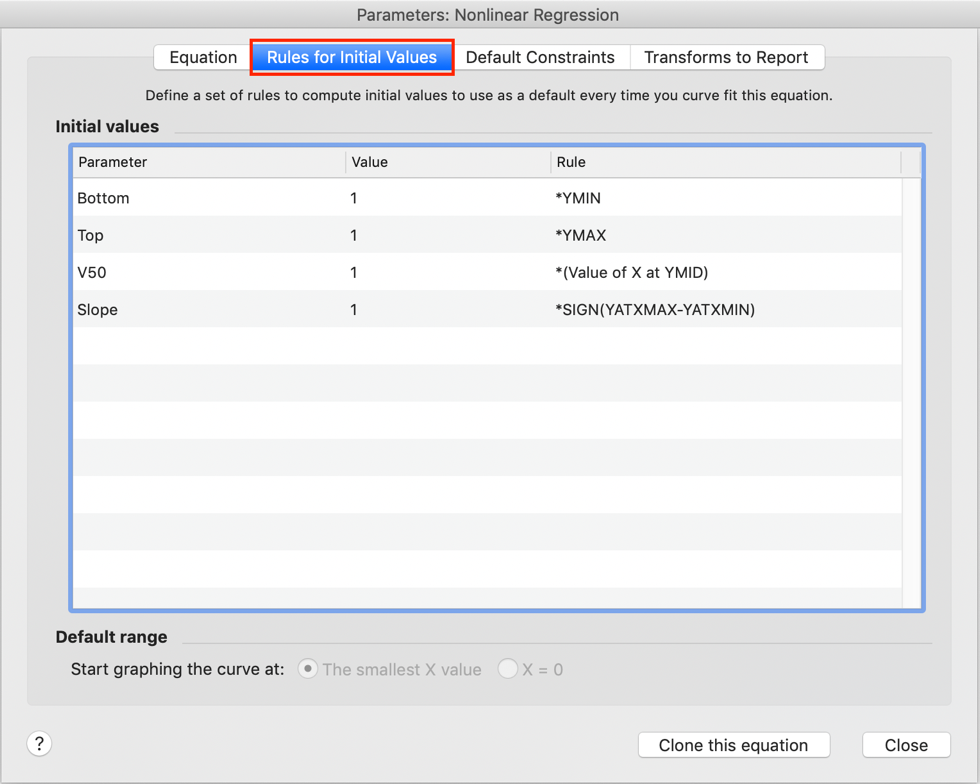 Parameters: Nonlinear Regression
Equation Rules for Initial Values Default Constraints Transforms to Report
Define a set of rules to compute initial values to use as a default every time you curve fit this equation.
Initial values
Parameter Value Rule
Bottom 1 *YMIN
Top 1 *YMAX
V50 1 *(Value of X at YMID)
Slope 1 *SIGN(YATXMAX-YATXMIN)
Default range
Start graphing the curve at: The smallest X value X = 0
? Clone this equation Close